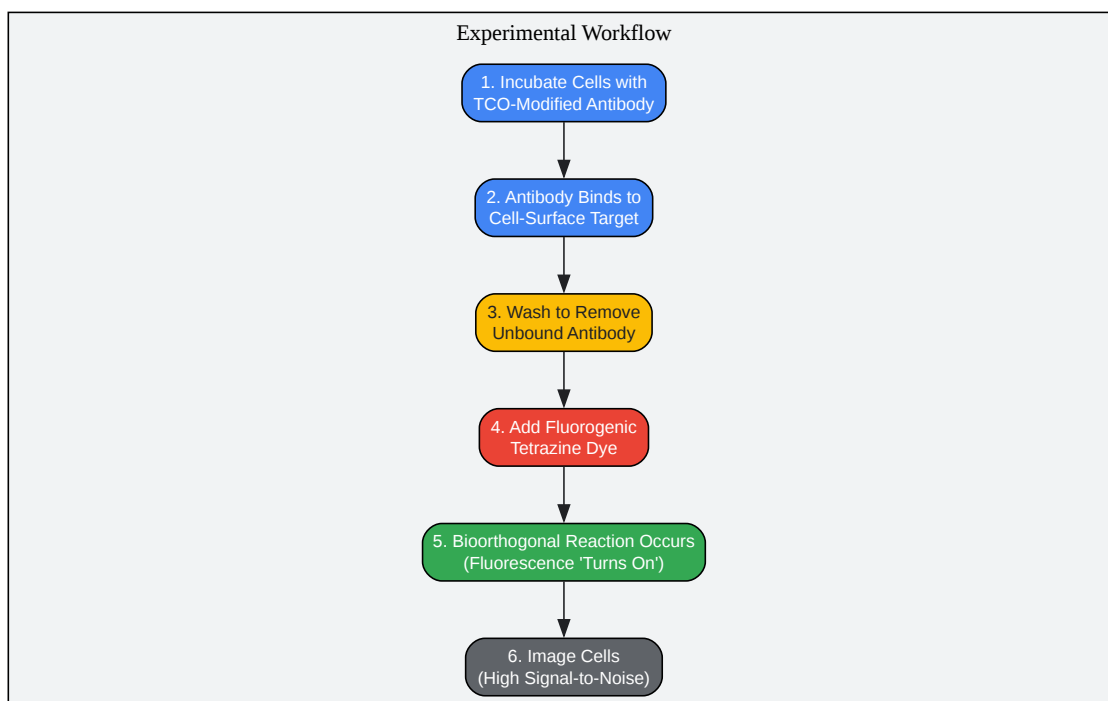 Experimental Workflow
1. Incubate Cells with
TCO-Modified Antibody
2. Antibody Binds to
Cell-Surface Target
3. Wash to Remove
Unbound Antibody
4. Add Fluorogenic
Tetrazine Dye
5. Bioorthogonal Reaction Occurs
(Fluorescence 'Turns On')
6. Image Cells
(High Signal-to-Noise)